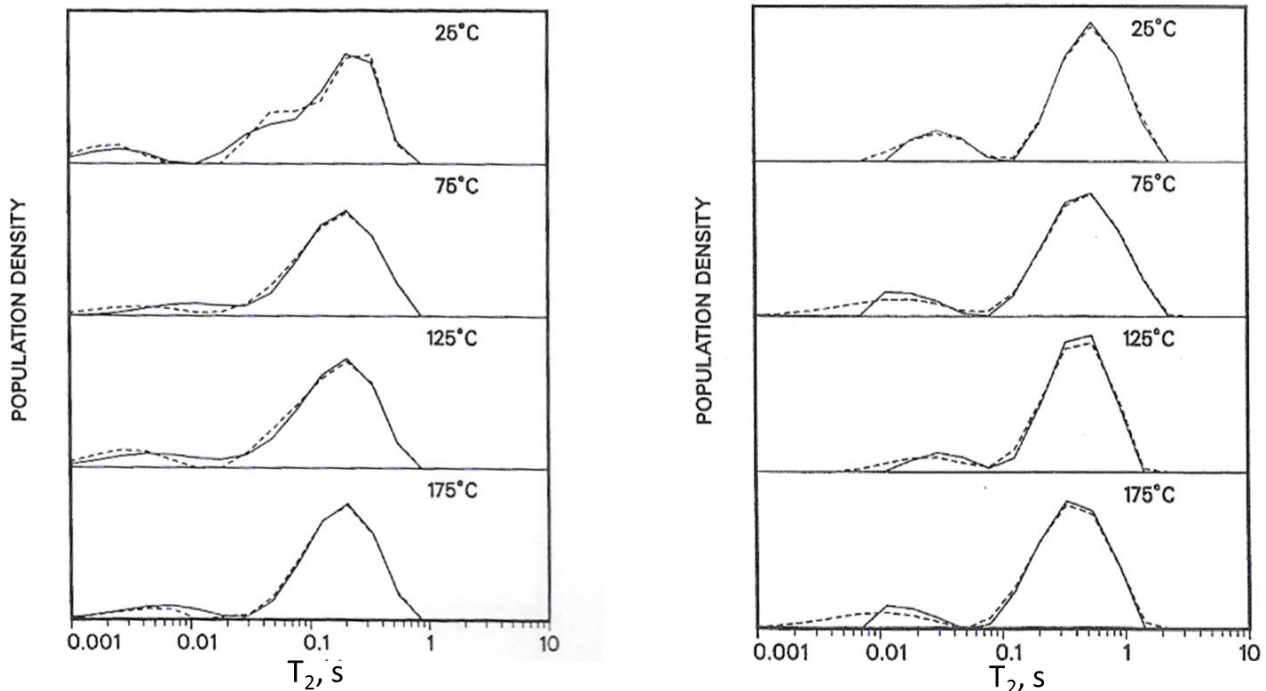 POPULATION DENSITY
25°C
75°C
125°C
175°C
0.001 0.01 0.1 1 10
T2, s
POPULATION DENSITY
25°C
75°C
125°C
175°C
0.001 0.01 0.1 1 10
T2, s